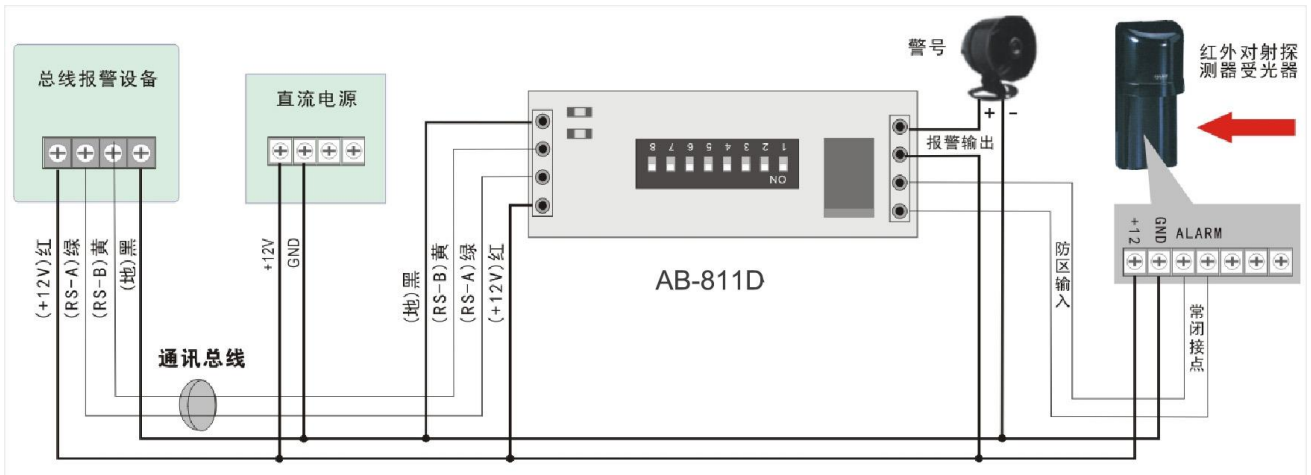 总线报警设备
直流电源
警号
+ -
报警输出
红外对射探
测器受光器
8 7 6 5 4 3 2 1
ON
AB-811D
+12 GND ALARM
(+12V)红
(RS-A)绿
(RS-B)黄
(地)黑
+12V
GND
(地)黑
(RS-B)黄
(RS-A)绿
(+12V)红
防区输入
常闭接点
通讯总线